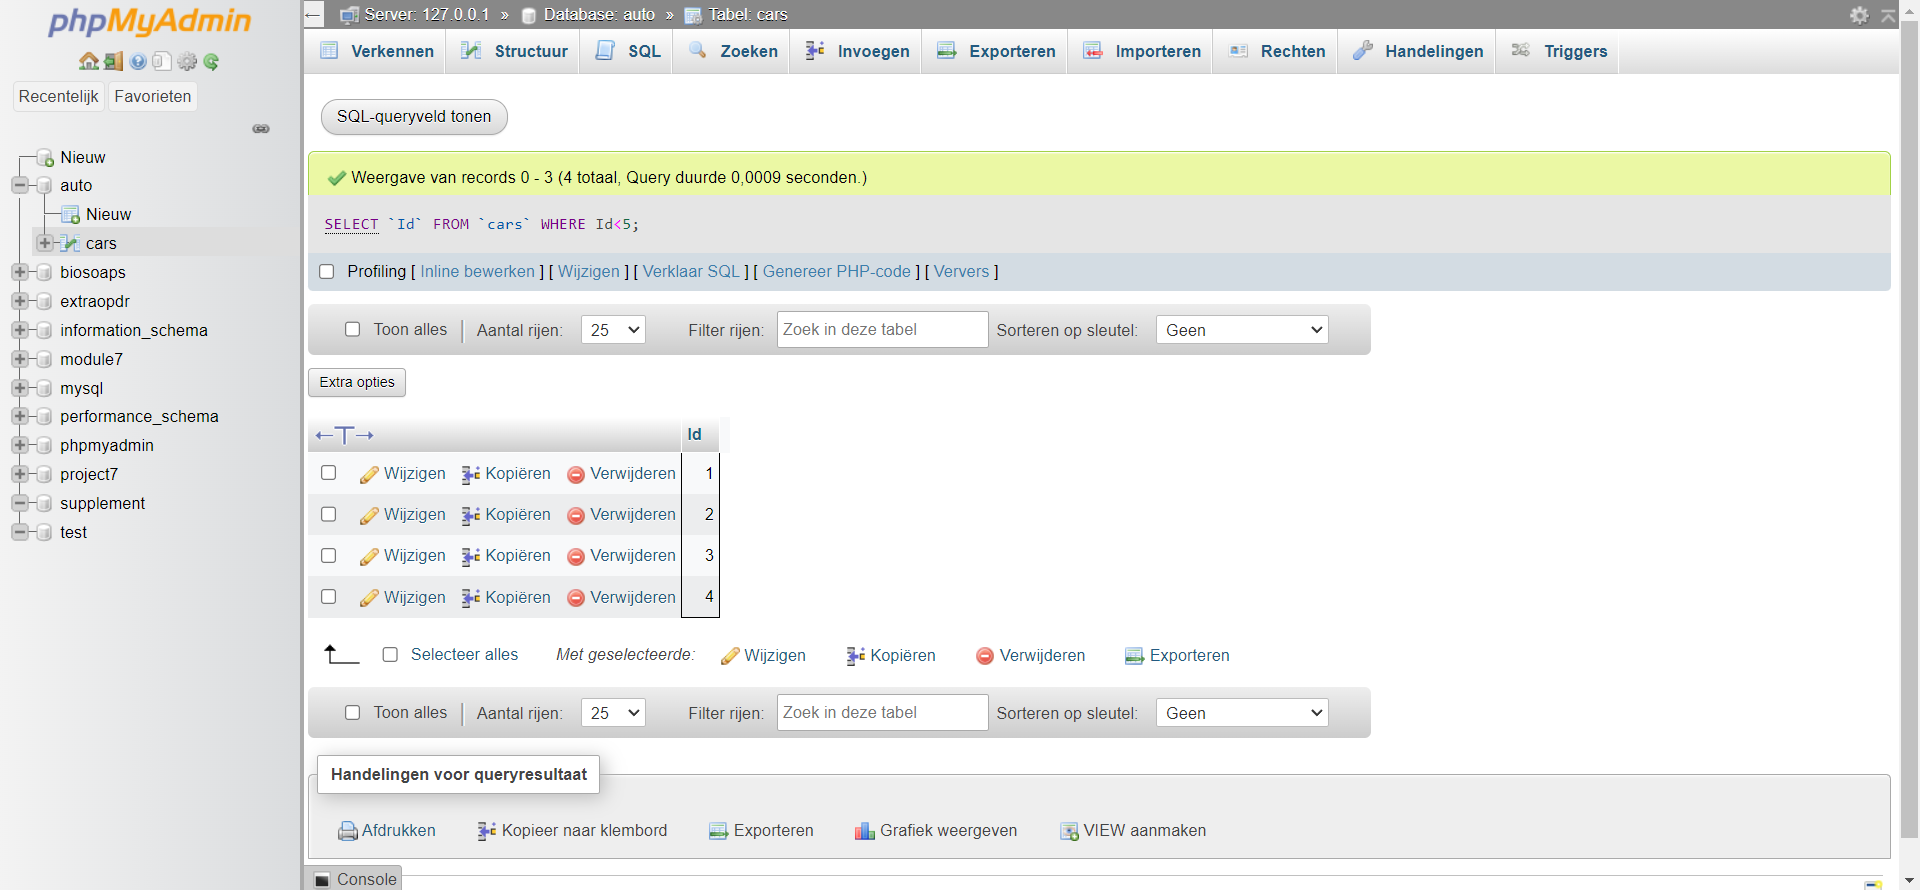 phpMyAdmin
Recentelijk Favorieten
Nieuw
auto
Nieuw
cars
biosoaps
extraopdr
information_schema
module7
mysql
performance_schema
phpmyadmin
project7
supplement
test
← Server: 127.0.0.1 » Database: auto » Tabel: cars
Verkennen Structuur SQL Zoeken Invoegen Exporteren Importeren Rechten Handelingen Triggers
SQL-queryveld tonen
Weergave van records 0 - 3 (4 totaal, Query duurde 0,0009 seconden.)
SELECT `Id` FROM `cars` WHERE Id<5;
Profiling [ Inline bewerken ] [ Wijzigen ] [ Verklaar SQL ] [ Genereer PHP-code ] [ Ververs ]
Toon alles | Aantal rijen: 25 Filter rijen: Zoek in deze tabel Sorteren op sleutel: Geen
Extra opties
←T→ Id
Wijzigen Kopiëren Verwijderen 1
Wijzigen Kopiëren Verwijderen 2
Wijzigen Kopiëren Verwijderen 3
Wijzigen Kopiëren Verwijderen 4
Selecteer alles Met geselecteerde: Wijzigen Kopiëren Verwijderen Exporteren
Toon alles | Aantal rijen: 25 Filter rijen: Zoek in deze tabel Sorteren op sleutel: Geen
Handelingen voor queryresultaat
Afdrukken Kopieer naar klembord Exporteren Grafiek weergeven VIEW aanmaken
Console